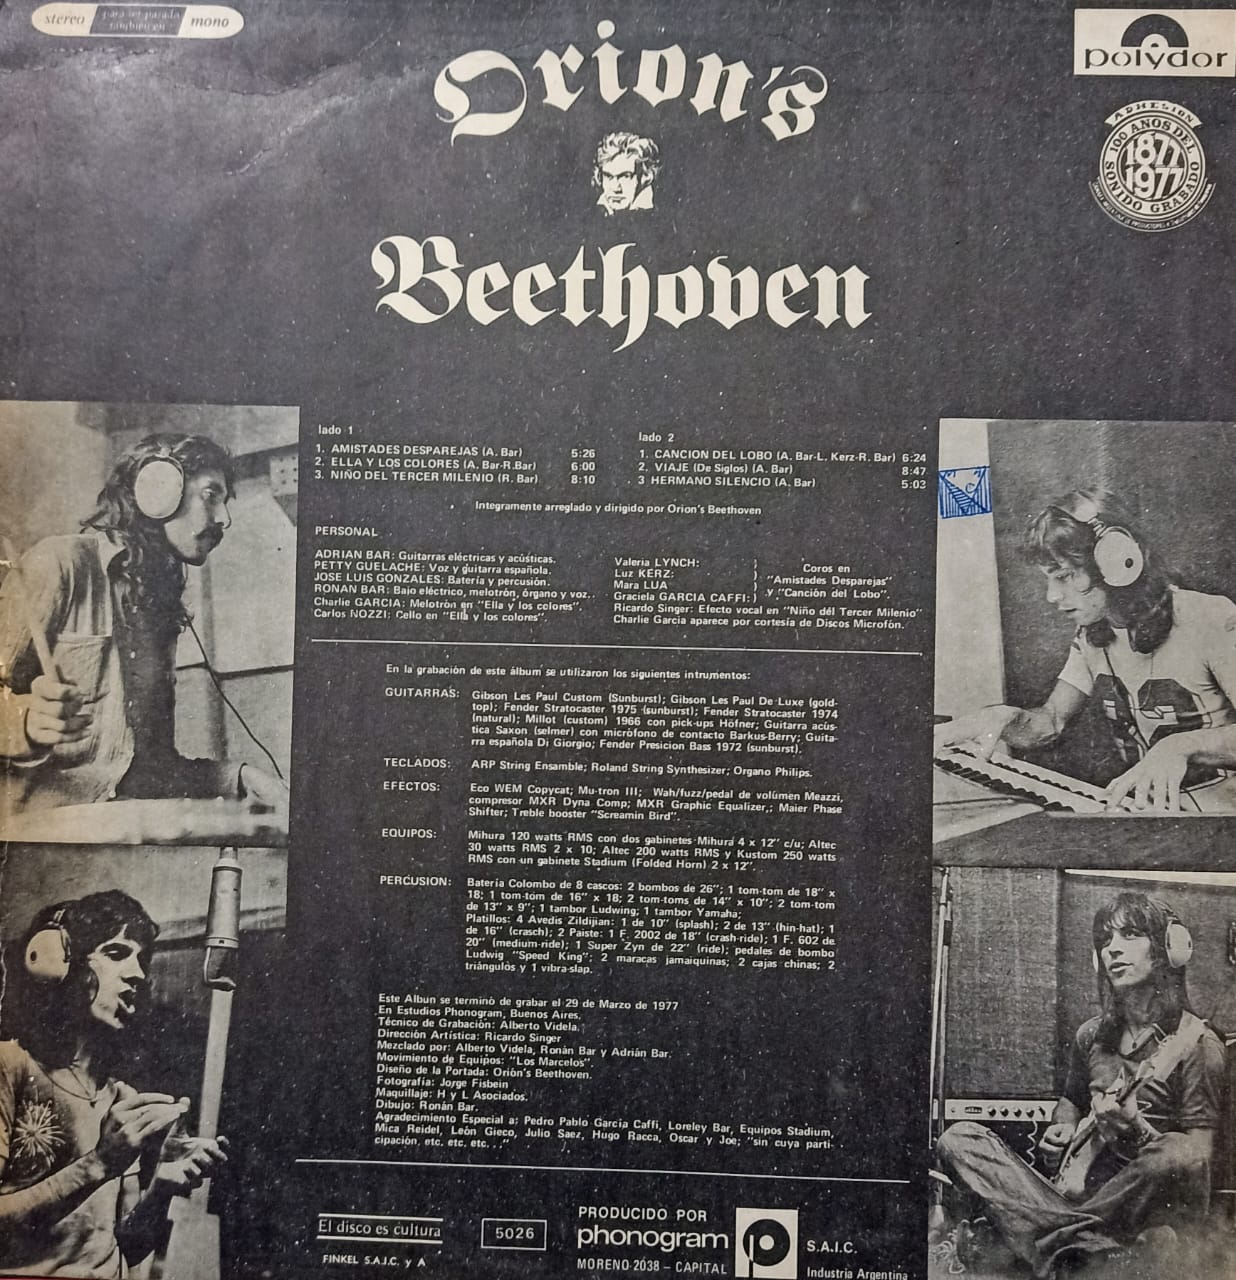 stereo para ser pasado también en mono
polydor
ADHESION
100 AÑOS DEL SONIDO GRABADO
1877
1977
Orion's
Beethoven
lado 1
1. AMISTADES DESPAREJAS (A. Bar) 5:26
2. ELLA Y LOS COLORES (A. Bar-R.Bar) 6:00
3. NIÑO DEL TERCER MILENIO (R. Bar) 8:10
lado 2
1. CANCION DEL LOBO (A. Bar-L. Kerz-R. Bar) 6:24
2. VIAJE (De Siglos) (A. Bar) 8:47
3 HERMANO SILENCIO (A. Bar) 5:03
Integramente arreglado y dirigido por Orion's Beethoven
PERSONAL
ADRIAN BAR: Guitarras eléctricas y acústicas.
PETTY GUELACHE: Voz y guitarra española.
JOSE LUIS GONZALES: Batería y percusión.
RONAN BAR: Bajo eléctrico, melotrón, órgano y voz..
Charlie GARCIA: Melotrón en "Ella y los colores".
Carlos NOZZI: Cello en "Ella y los colores".
Valeria LYNCH: ) Coros en
Luz KERZ: ) "Amistades Desparejas"
Mara LUA ) y "Canción del Lobo".
Graciela GARCIA CAFFI: )
Ricardo Singer: Efecto vocal en "Niño dél Tercer Milenio"
Charlie García aparece por cortesía de Discos Microfón.
En la grabación de este álbum se utilizaron los siguientes intrumentos:
GUITARRAS: Gibson Les Paul Custom (Sunburst); Gibson Les Paul De Luxe (gold-
top); Fender Stratocaster 1975 (sunburst); Fender Stratocaster 1974
(natural); Millot (custom) 1966 con pick-ups Höfner; Guitarra acús-
tica Saxon (selmer) con micrófono de contacto Barkus-Berry; Guita-
rra española Di Giorgio; Fender Presicion Bass 1972 (sunburst).
TECLADOS: ARP String Ensamble; Roland String Synthesizer; Organo Philips.
EFECTOS: Eco WEM Copycat; Mu-tron III; Wah/fuzz/pedal de volúmen Meazzi,
compresor MXR Dyna Comp; MXR Graphic Equalizer,; Maier Phase
Shifter; Treble booster "Screamin Bird".
EQUIPOS: Mihura 120 watts RMS con dos gabinetes Mihura 4 x 12" c/u; Altec
30 watts RMS 2 x 10; Altec 200 watts RMS y Kustom 250 watts
RMS con un gabinete Stadium (Folded Horn) 2 x 12".
PERCUSION: Batería Colombo de 8 cascos: 2 bombos de 26"; 1 tom-tom de 18" x
18; 1 tom-tom de 16" x 18; 2 tom-toms de 14" x 10"; 2 tom-tom
de 13" x 9"; 1 tambor Ludwing; 1 tambor Yamaha;
Platillos: 4 Avedis Zildijian: 1 de 10" (splash); 2 de 13" (hin-hat); 1
de 16" (crasch); 2 Paiste: 1 F. 2002 de 18" (crash-ride); 1 F. 602 de
20" (medium-ride); 1 Super Zyn de 22" (ride); pedales de bombo
Ludwig "Speed King"; 2 maracas jamaiquinas; 2 cajas chinas; 2
triángulos y 1 vibra-slap.
Este Albun se terminó de grabar el 29 de Marzo de 1977
En Estudios Phonogram, Buenos Aires.
Técnico de Grabación: Alberto Videla.
Dirección Artística: Ricardo Singer
Mezclado por: Alberto Videla, Ronán Bar y Adrián Bar.
Movimiento de Equipos: "Los Marcelos".
Diseño de la Portada: Orión's Beethoven.
Fotografía: Jorge Fisbein
Maquillaje: H y L Asociados.
Dibujo: Ronán Bar.
Agradecimiento Especial a: Pedro Pablo García Caffi, Loreley Bar, Equipos Stadium,
Mica Reidel, León Gieco, Julio Saez, Hugo Racca, Oscar y Joe; "sin cuya parti-
cipación, etc. etc. etc. . ."
El disco es cultura
FINKEL S.A.I.C. y A
5026
PRODUCIDO POR
phonogram
MORENO 2038 - CAPITAL
S.A.I.C.
Industria Argentina